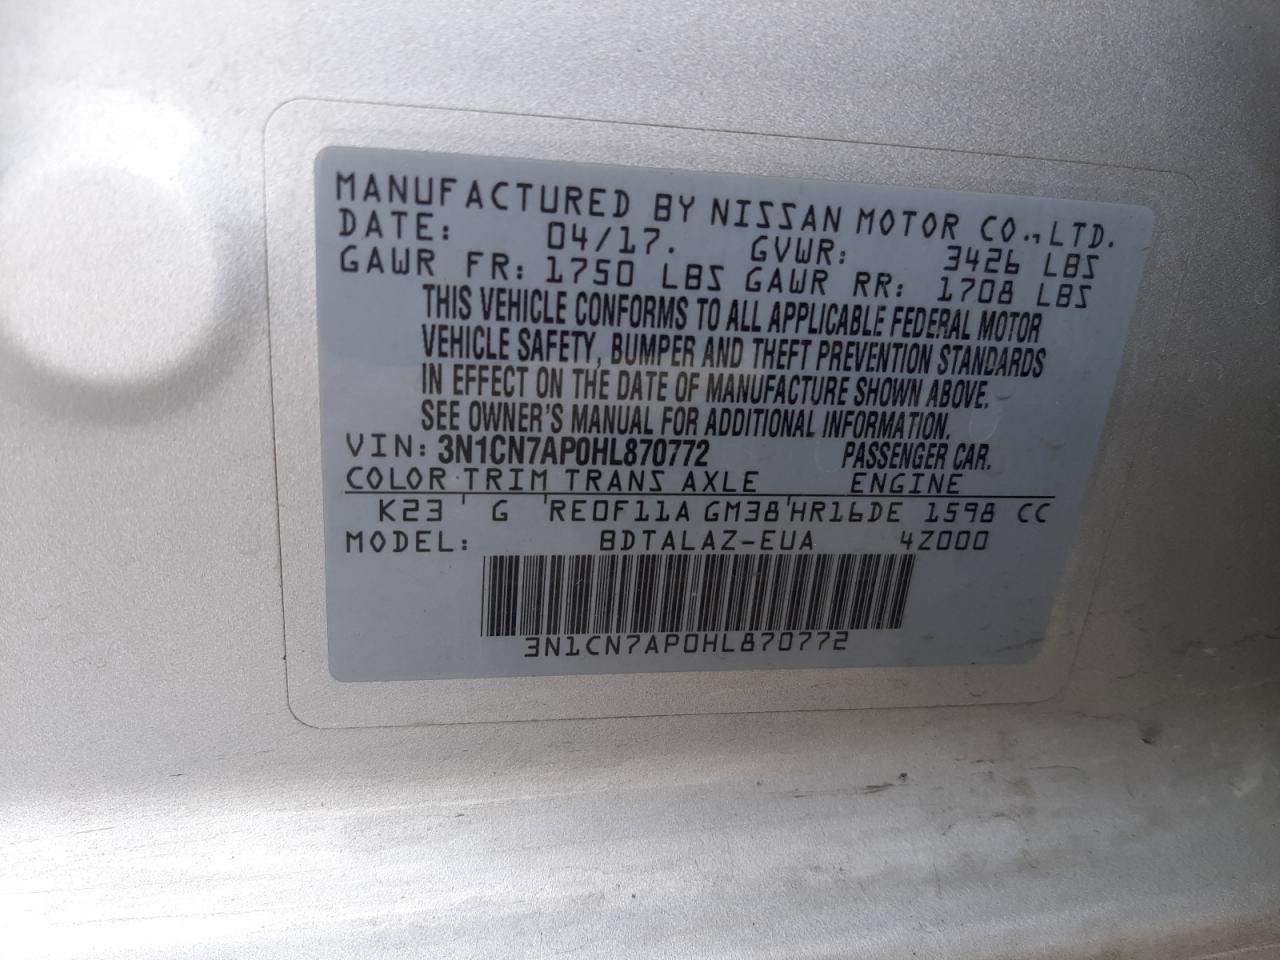 MANUFACTURED BY NISSAN MOTOR CO., LTD.
DATE: 04/17. GVWR: 3426 LBS
GAWR FR: 1750 LBS GAWR RR: 1708 LBS
THIS VEHICLE CONFORMS TO ALL APPLICABLE FEDERAL MOTOR
VEHICLE SAFETY, BUMPER AND THEFT PREVENTION STANDARDS
IN EFFECT ON THE DATE OF MANUFACTURE SHOWN ABOVE.
SEE OWNER'S MANUAL FOR ADDITIONAL INFORMATION.
VIN: 3N1CN7AP0HL870772 PASSENGER CAR.
COLOR TRIM TRANS AXLE ENGINE
K23 G RE0F11A GM38 HR16DE 1598 CC
MODEL: BDTALAZ-EUA 4Z000
3N1CN7AP0HL870772